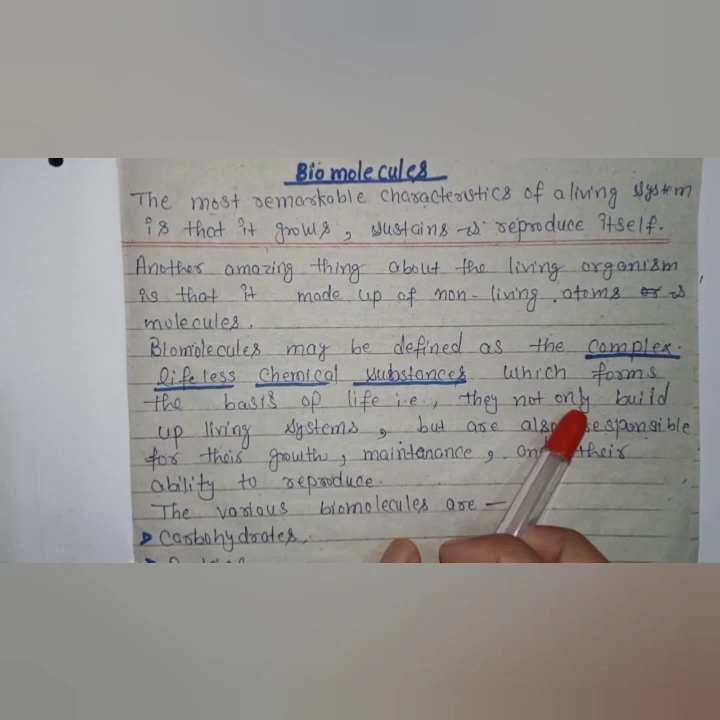 Biomolecules
The most remarkable characteristics of a living system
is that it grows, sustains & reproduce itself.
Another amazing thing about the living organism
is that it made up of non-living atoms &
molecules.
Biomolecules may be defined as the complex
lifeless chemical substances which forms
the basis of life i.e., they not only build
up living systems, but are also responsible
for their growth, maintenance, and their
ability to reproduce.
The various biomolecules are —
Carbohydrates.